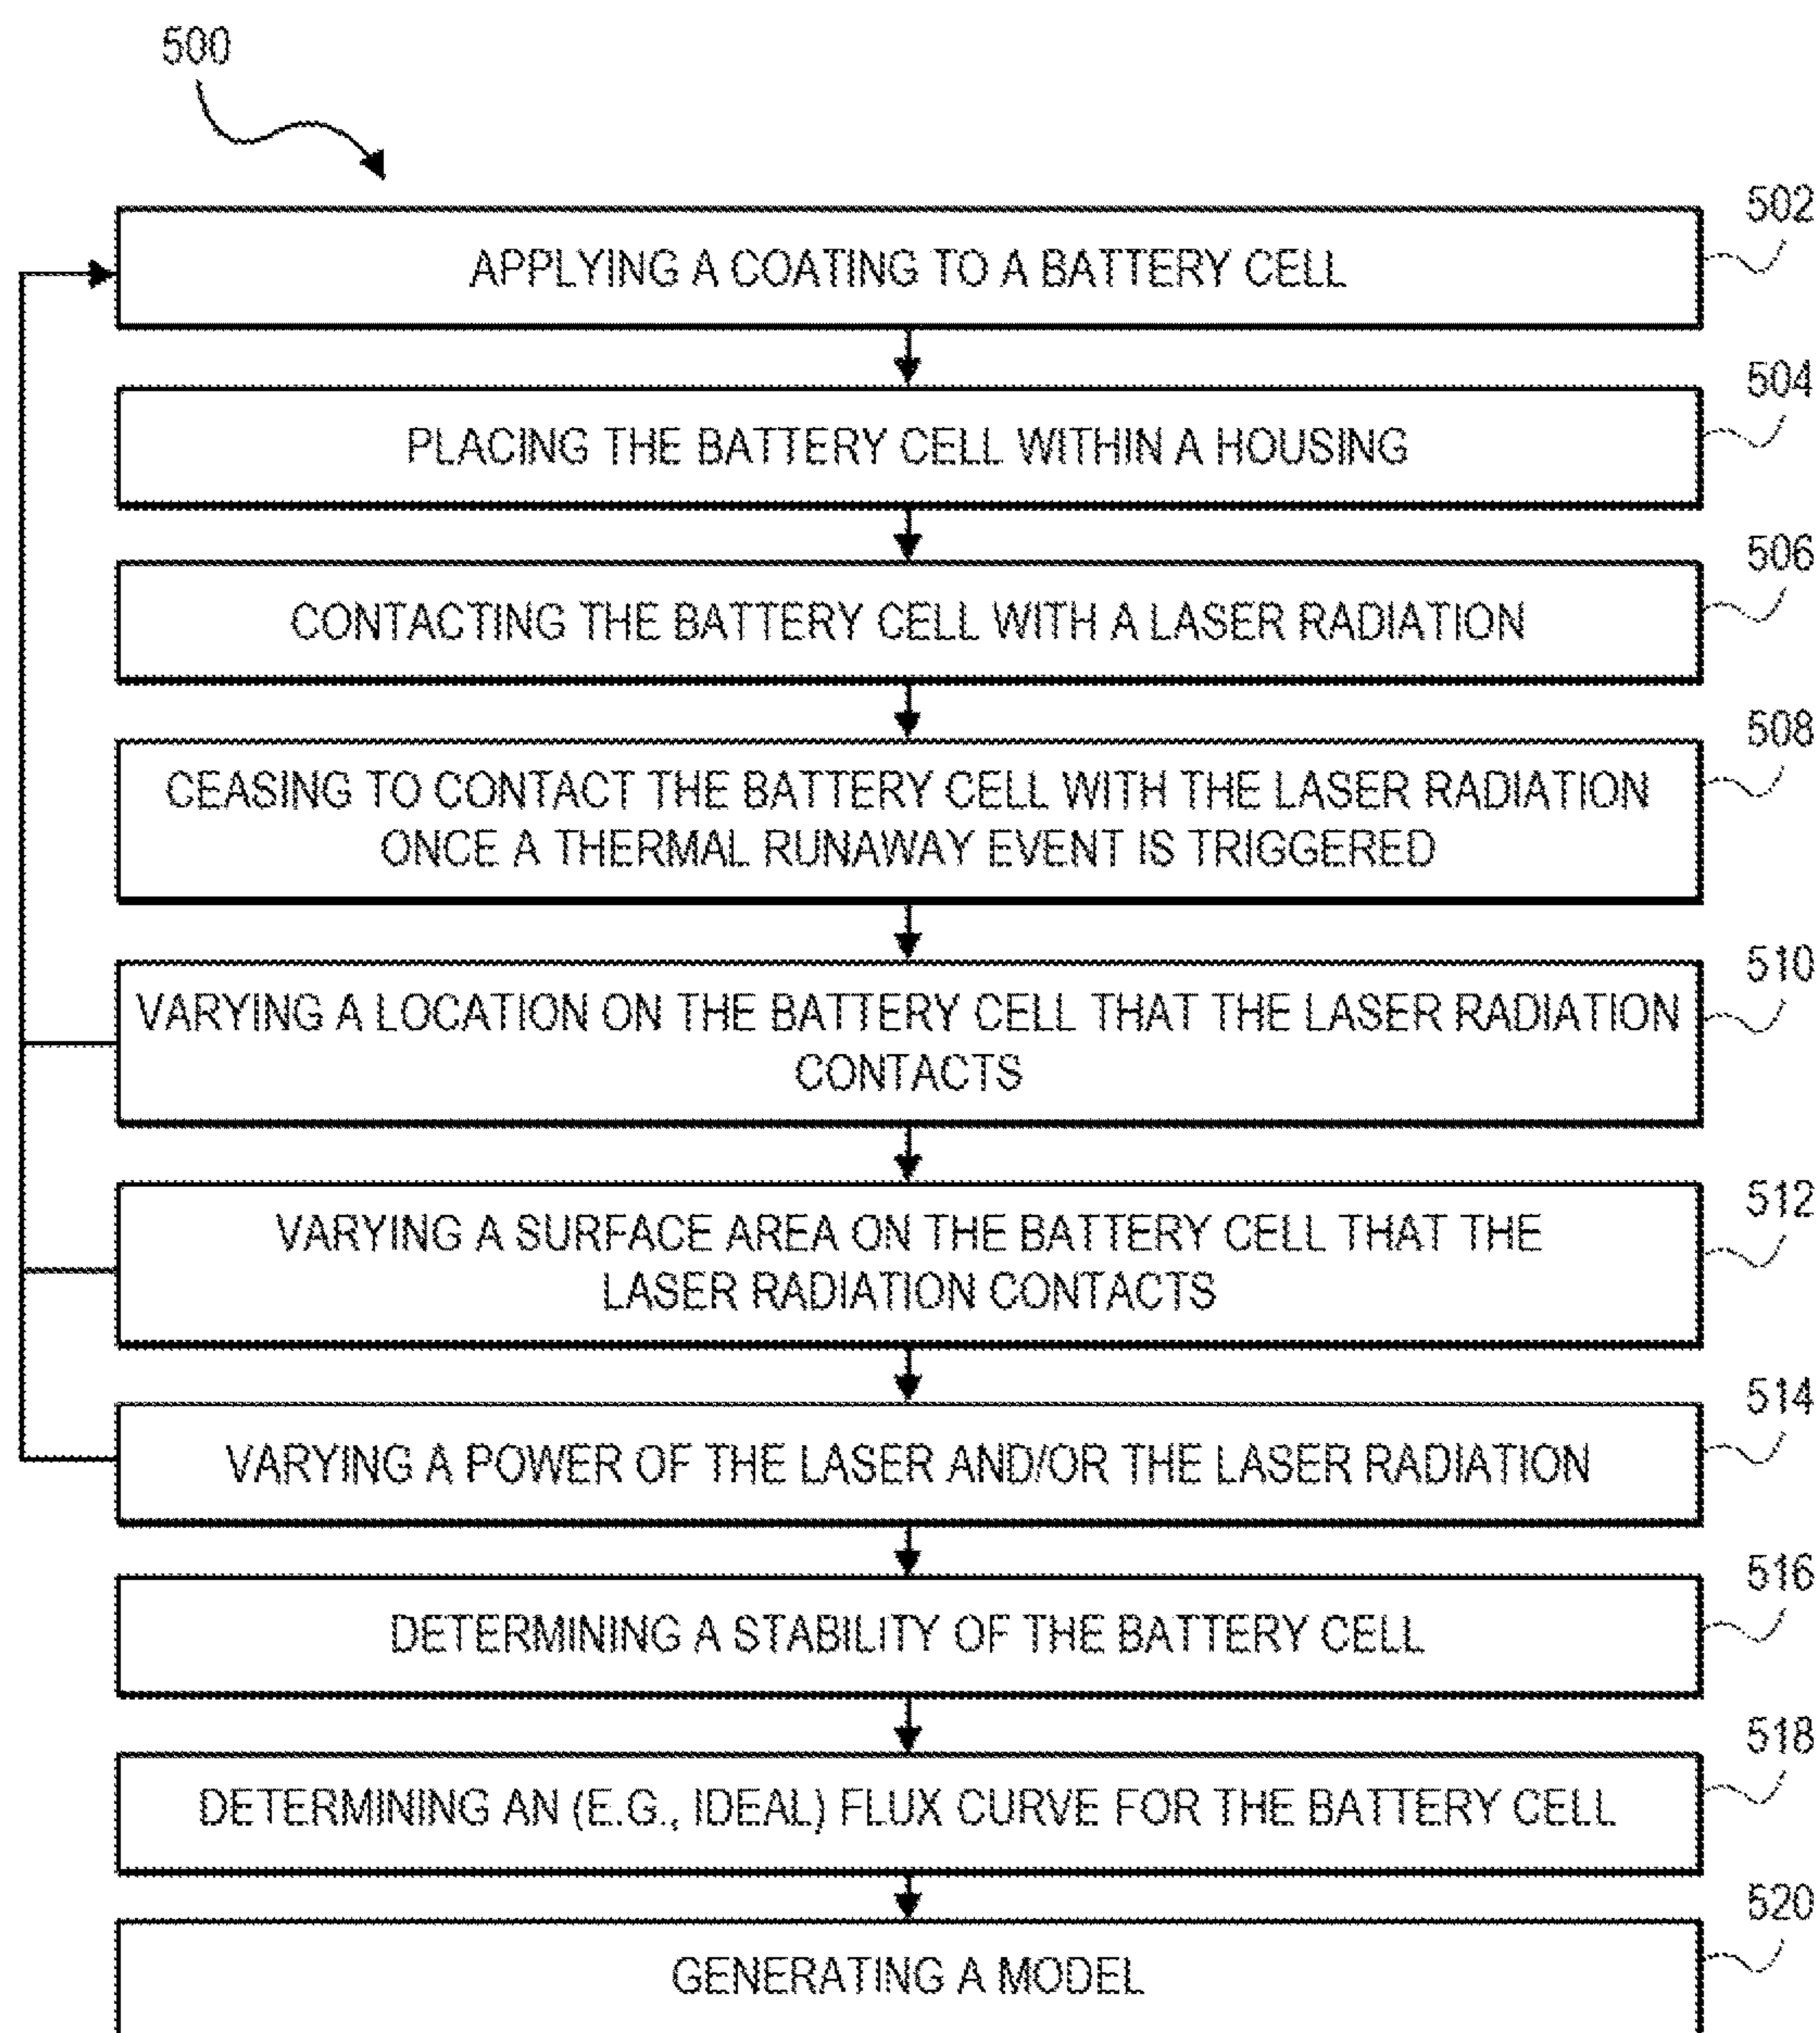 500
502
APPLYING A COATING TO A BATTERY CELL
504
PLACING THE BATTERY CELL WITHIN A HOUSING
506
CONTACTING THE BATTERY CELL WITH A LASER RADIATION
508
CEASING TO CONTACT THE BATTERY CELL WITH THE LASER RADIATION
ONCE A THERMAL RUNAWAY EVENT IS TRIGGERED
510
VARYING A LOCATION ON THE BATTERY CELL THAT THE LASER RADIATION
CONTACTS
512
VARYING A SURFACE AREA ON THE BATTERY CELL THAT THE
LASER RADIATION CONTACTS
514
VARYING A POWER OF THE LASER AND/OR THE LASER RADIATION
516
DETERMINING A STABILITY OF THE BATTERY CELL
518
DETERMINING AN (E.G., IDEAL) FLUX CURVE FOR THE BATTERY CELL
520
GENERATING A MODEL